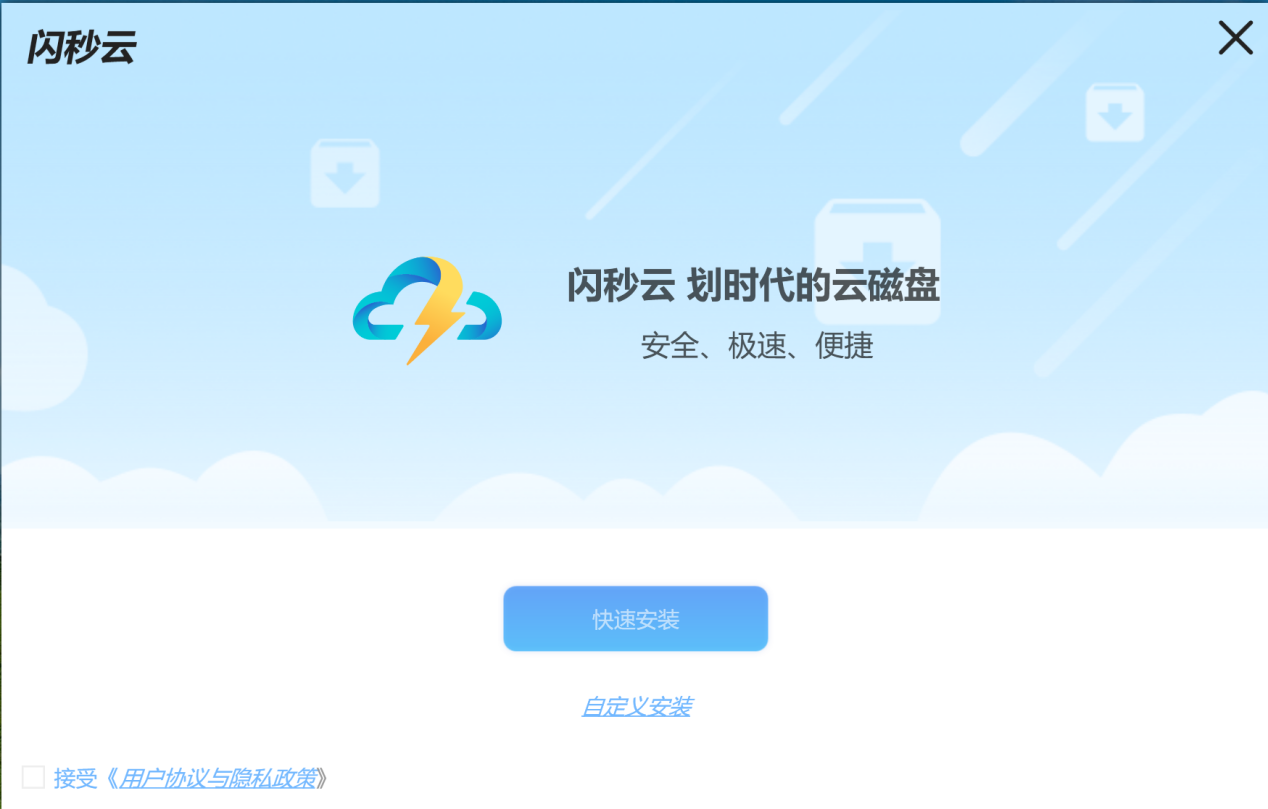 闪秒云
闪秒云 划时代的云磁盘
安全、极速、便捷
快速安装
自定义安装
接受《用户协议与隐私政策》